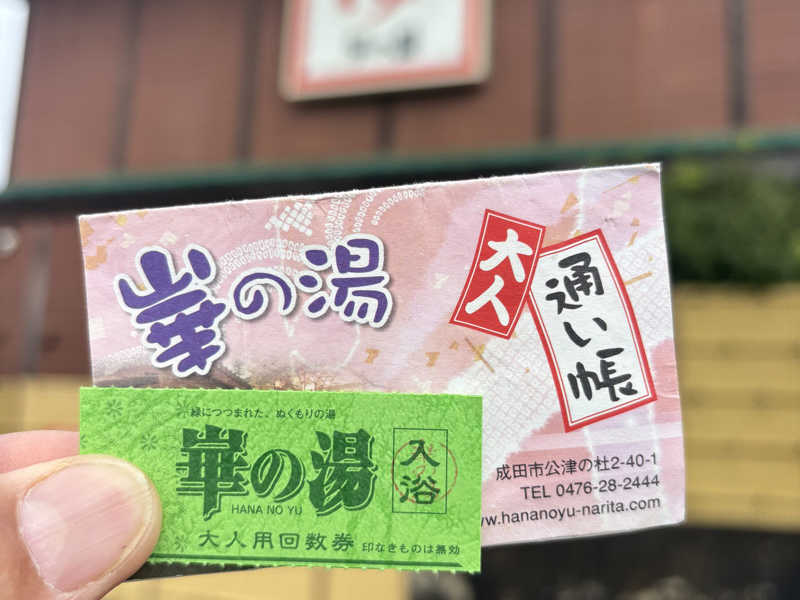 崋の湯
大人
通い帳
成田市公津の杜2-40-1
TEL 0476-28-2444
www.hananoyu-narita.com
緑につつまれた、ぬくもりの湯
崋の湯
HANA NO YU
入浴
大人用回数券
印なきものは無効